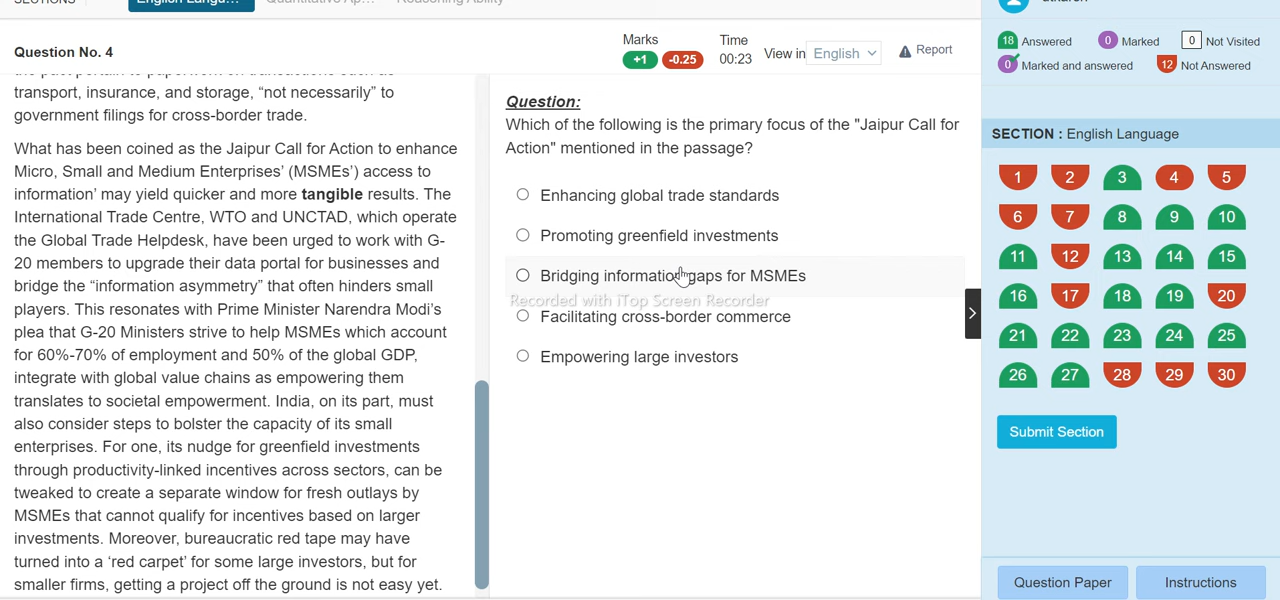 SECTIONS
English Langu...
Quantitative Ap...
Reasoning Ability
Question No. 4
Marks
+1
-0.25
Time
00:23
View in
English
Report
transport, insurance, and storage, “not necessarily” to
government filings for cross-border trade.
What has been coined as the Jaipur Call for Action to enhance
Micro, Small and Medium Enterprises’ (MSMEs’) access to
information’ may yield quicker and more tangible results. The
International Trade Centre, WTO and UNCTAD, which operate
the Global Trade Helpdesk, have been urged to work with G-
20 members to upgrade their data portal for businesses and
bridge the “information asymmetry” that often hinders small
players. This resonates with Prime Minister Narendra Modi’s
plea that G-20 Ministers strive to help MSMEs which account
for 60%-70% of employment and 50% of the global GDP,
integrate with global value chains as empowering them
translates to societal empowerment. India, on its part, must
also consider steps to bolster the capacity of its small
enterprises. For one, its nudge for greenfield investments
through productivity-linked incentives across sectors, can be
tweaked to create a separate window for fresh outlays by
MSMEs that cannot qualify for incentives based on larger
investments. Moreover, bureaucratic red tape may have
turned into a ‘red carpet’ for some large investors, but for
smaller firms, getting a project off the ground is not easy yet.
Question:
Which of the following is the primary focus of the "Jaipur Call for
Action" mentioned in the passage?
Enhancing global trade standards
Promoting greenfield investments
Bridging information gaps for MSMEs
Recorded with iTop Screen Recorder
Facilitating cross-border commerce
Empowering large investors
18 Answered
0 Marked
0 Not Visited
0 Marked and answered
12 Not Answered
SECTION : English Language
1 2 3 4 5
6 7 8 9 10
11 12 13 14 15
16 17 18 19 20
21 22 23 24 25
26 27 28 29 30
Submit Section
Question Paper
Instructions